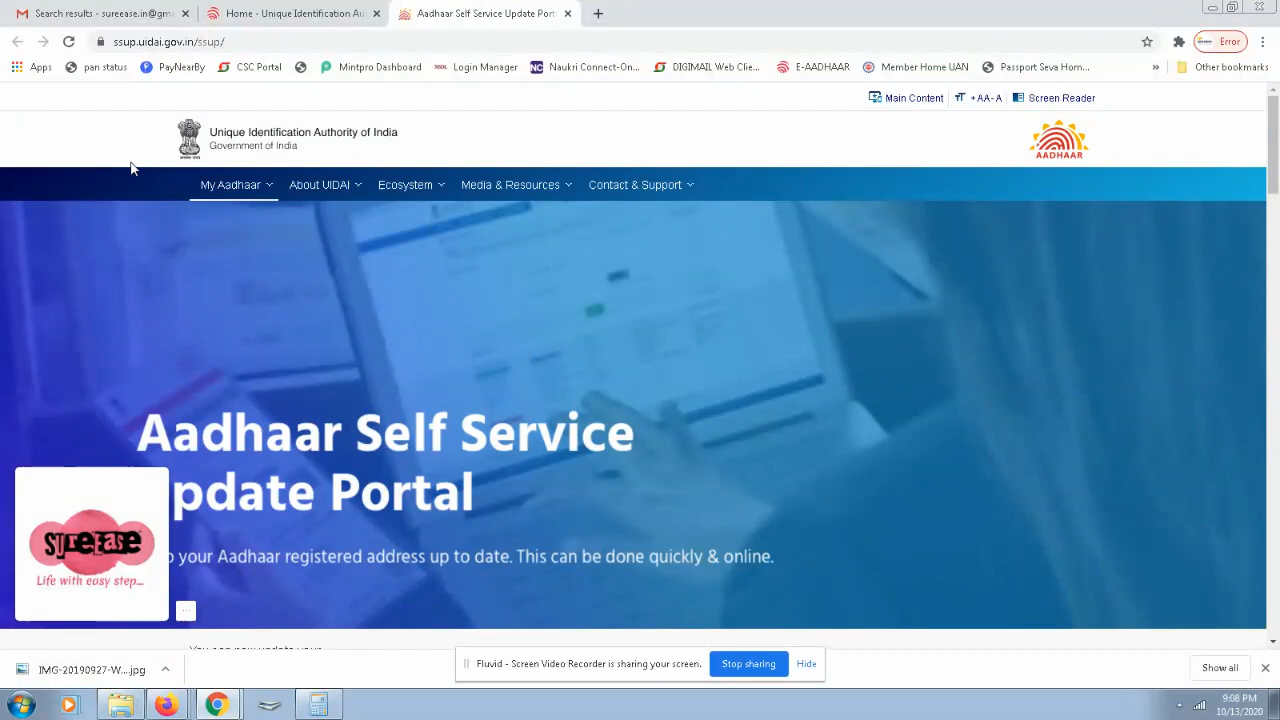 Search results - surease.in@gma
Home - Unique Identification Au
Aadhaar Self Service Update Port
ssup.uidai.gov.in/ssup/
Error
Apps
pan status
PayNearBy
CSC Portal
Mintpro Dashboard
Login Manager
Naukri Connect-On...
DIGIMAIL Web Clie...
E-AADHAAR
Member Home UAN
Passport Seva Hom...
»
Other bookmarks
Main Content
+AA-A
Screen Reader
Unique Identification Authority of India
Government of India
AADHAAR
My Aadhaar
About UIDAI
Ecosystem
Media & Resources
Contact & Support
Aadhaar Self Service
pdate Portal
your Aadhaar registered address up to date. This can be done quickly & online.
surease
Life with easy step...
...
Fluvid - Screen Video Recorder is sharing your screen.
Stop sharing
Hide
IMG-20190927-W....jpg
Show all
9:08 PM
10/13/2020